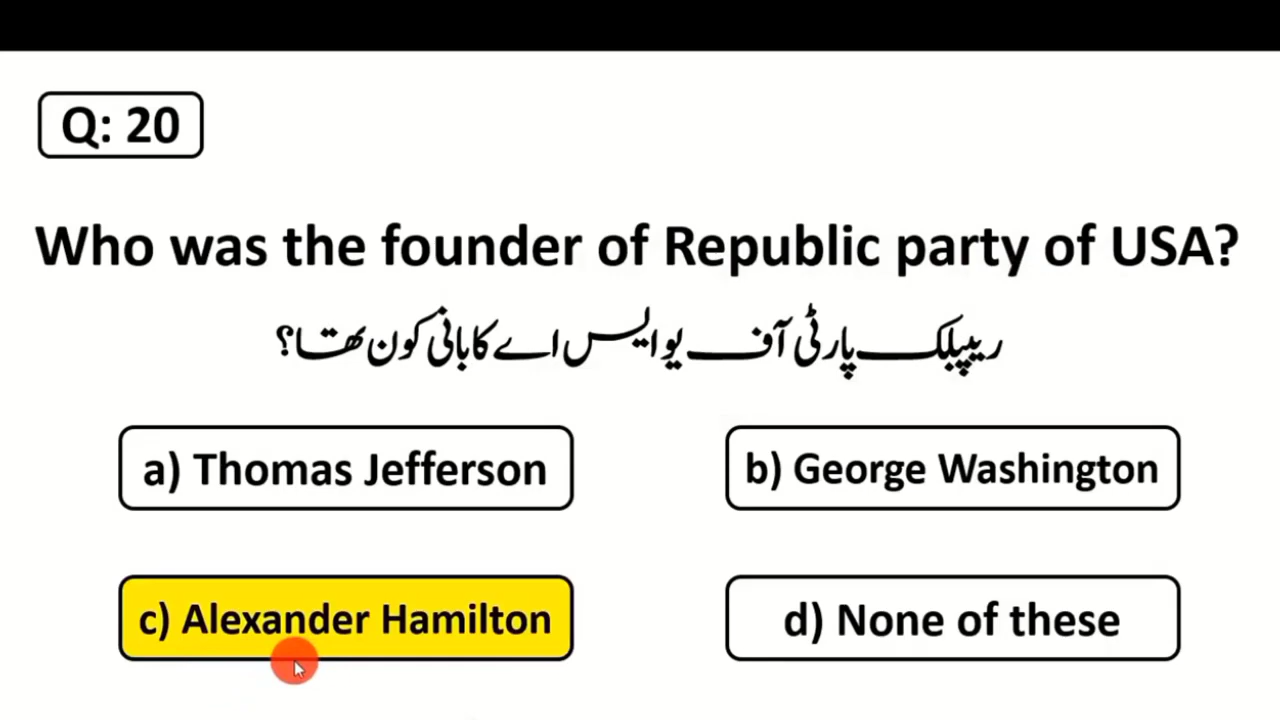 Q: 20
Who was the founder of Republic party of USA?
ریپبلک پارٹی آف یو ایس اے کا بانی کون تھا؟
a) Thomas Jefferson
b) George Washington
c) Alexander Hamilton
d) None of these